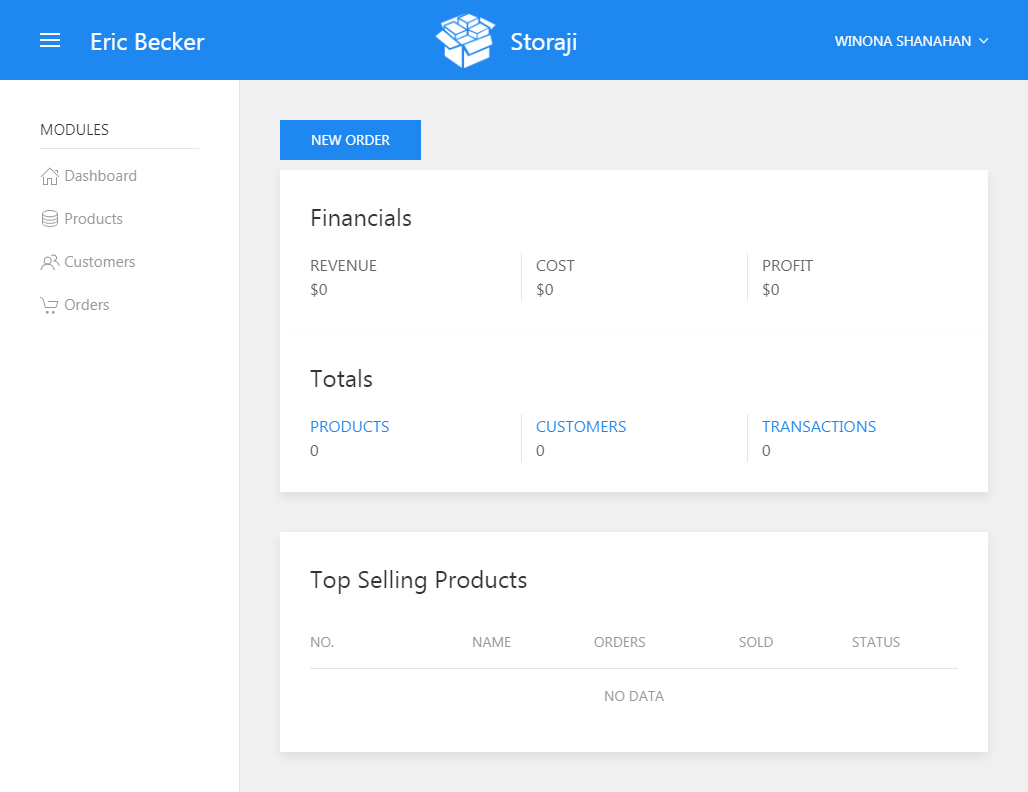 Eric Becker
Storaji
WINONA SHANAHAN
MODULES
Dashboard
Products
Customers
Orders
NEW ORDER
Financials
REVENUE COST PROFIT
$0 $0 $0
Totals
PRODUCTS CUSTOMERS TRANSACTIONS
0 0 0
Top Selling Products
NO. NAME ORDERS SOLD STATUS
NO DATA